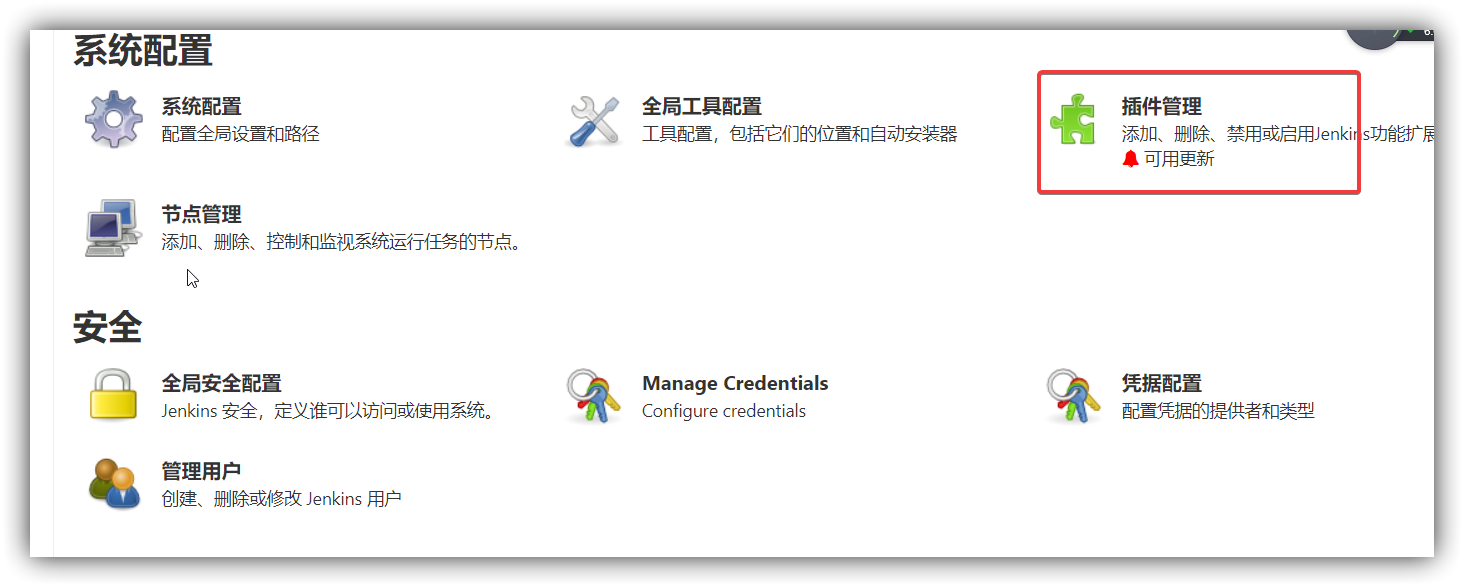 系统配置
系统配置
配置全局设置和路径
全局工具配置
工具配置，包括它们的位置和自动安装器
插件管理
添加、删除、禁用或启用Jenkins功能扩展
可用更新
节点管理
添加、删除、控制和监视系统运行任务的节点。
安全
全局安全配置
Jenkins 安全，定义谁可以访问或使用系统。
Manage Credentials
Configure credentials
凭据配置
配置凭据的提供者和类型
管理用户
创建、删除或修改 Jenkins 用户